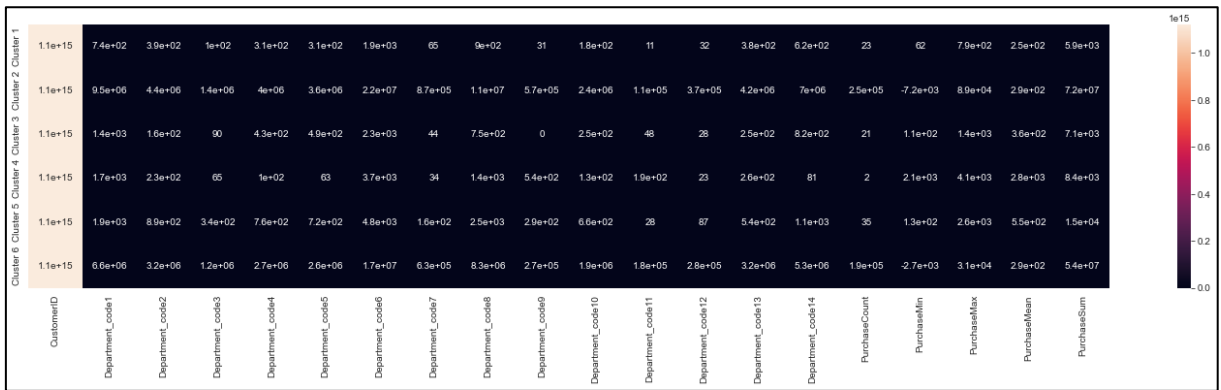 1e15
Cluster 1 1.1e+15 7.4e+02 3.9e+02 1e+02 3.1e+02 3.1e+02 1.9e+03 65 9e+02 31 1.8e+02 11 32 3.8e+02 6.2e+02 23 62 7.9e+02 2.5e+02 5.9e+03
Cluster 2 1.1e+15 9.5e+06 4.4e+06 1.4e+06 4e+06 3.6e+06 2.2e+07 8.7e+05 1.1e+07 5.7e+05 2.4e+06 1.1e+05 3.7e+05 4.2e+06 7e+06 2.5e+05 -7.2e+03 8.9e+04 2.9e+02 7.2e+07
Cluster 3 1.1e+15 1.4e+03 1.6e+02 90 4.3e+02 4.9e+02 2.3e+03 44 7.5e+02 0 2.5e+02 48 28 2.5e+02 8.2e+02 21 1.1e+02 1.4e+03 3.6e+02 7.1e+03
Cluster 4 1.1e+15 1.7e+03 2.3e+02 65 1e+02 63 3.7e+03 34 1.4e+03 5.4e+02 1.3e+02 1.9e+02 23 2.6e+02 81 2 2.1e+03 4.1e+03 2.8e+03 8.4e+03
Cluster 5 1.1e+15 1.9e+03 8.9e+02 3.4e+02 7.6e+02 7.2e+02 4.8e+03 1.6e+02 2.5e+03 2.9e+02 6.6e+02 28 87 5.4e+02 1.1e+03 35 1.3e+02 2.6e+03 5.5e+02 1.5e+04
Cluster 6 1.1e+15 6.6e+06 3.2e+06 1.2e+06 2.7e+06 2.6e+06 1.7e+07 6.3e+05 8.3e+06 2.7e+05 1.9e+06 1.8e+05 2.8e+05 3.2e+06 5.3e+06 1.9e+05 -2.7e+03 3.1e+04 2.9e+02 5.4e+07
CustomerID
Department_code1
Department_code2
Department_code3
Department_code4
Department_code5
Department_code6
Department_code7
Department_code8
Department_code9
Department_code10
Department_code11
Department_code12
Department_code13
Department_code14
PurchaseCount
PurchaseMin
PurchaseMax
PurchaseMean
PurchaseSum
1.0
0.8
0.6
0.4
0.2
0.0